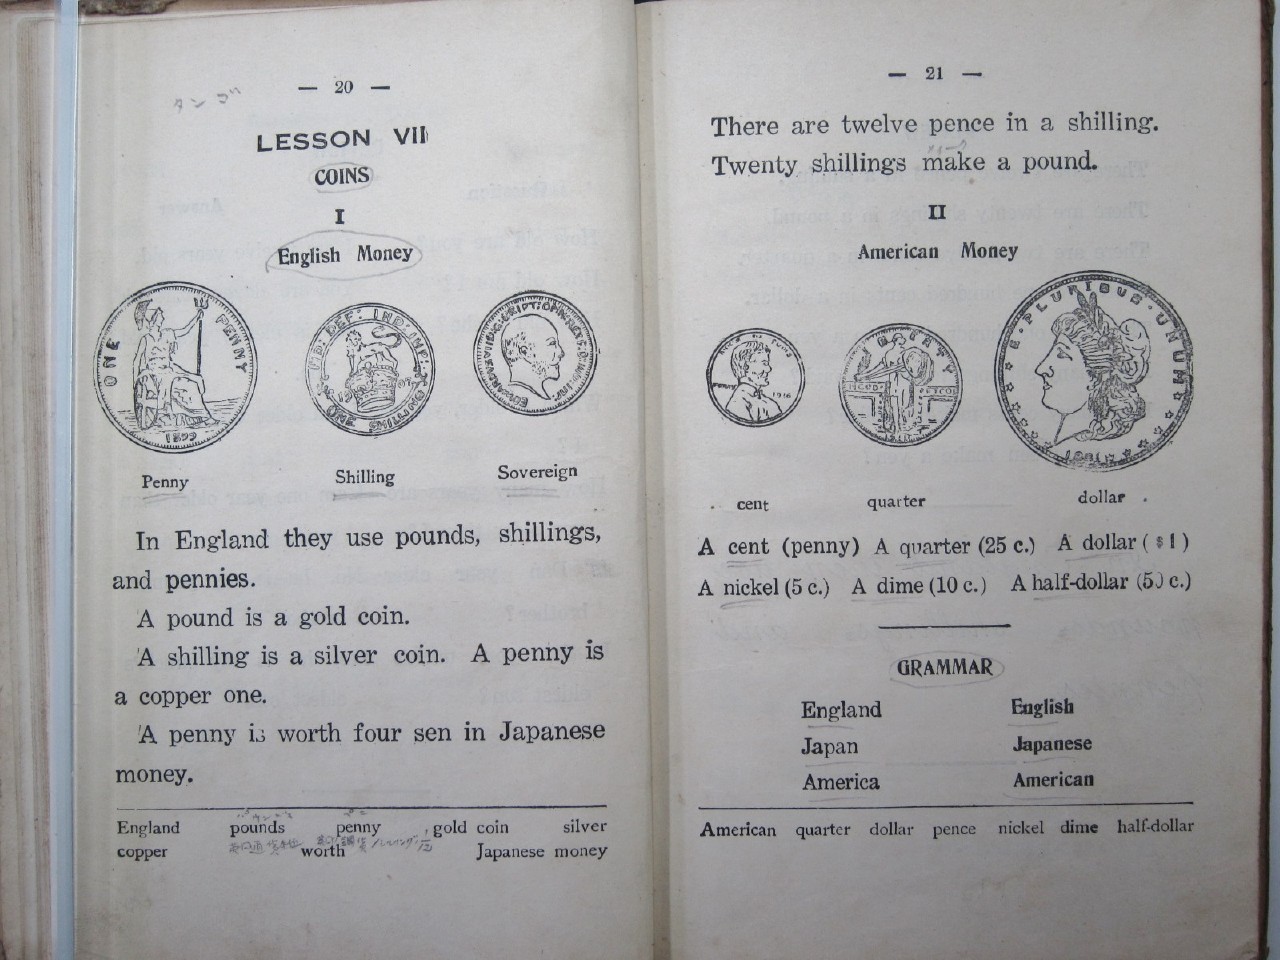 — 20 —
タンゴ
LESSON VII
COINS
I
English Money
ONE PENNY
1899
ONE SHILLING
Penny Shilling Sovereign
In England they use pounds, shillings,
and pennies.
A pound is a gold coin.
A shilling is a silver coin. A penny is
a copper one.
A penny is worth four sen in Japanese
money.
England pounds penny gold coin silver
copper worth Japanese money
— 21 —
There are twelve pence in a shilling.
Twenty shillings make a pound.
II
American Money
LIBERTY
E·PLURIBUS·UNUM
cent quarter dollar
A cent (penny) A quarter (25 c.) A dollar ($1)
A nickel (5 c.) A dime (10 c.) A half-dollar (50 c.)
GRAMMAR
England English
Japan Japanese
America American
American quarter dollar pence nickel dime half-dollar